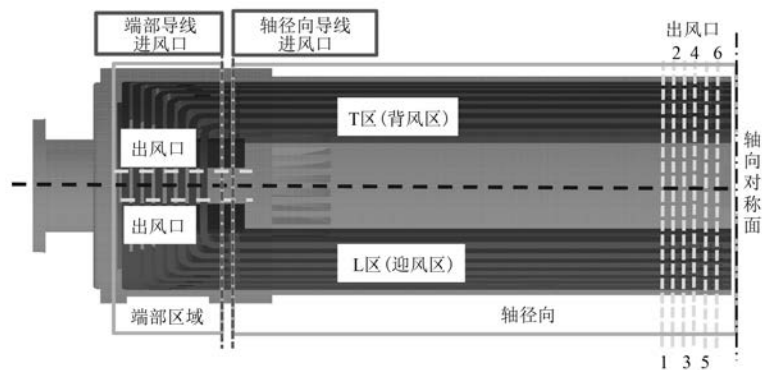 端部导线
进风口
轴径向导线
进风口
出风口
2 4 6
T区(背风区)
出风口
出风口
L区(迎风区)
轴向对称面
端部区域
轴径向
1 3 5